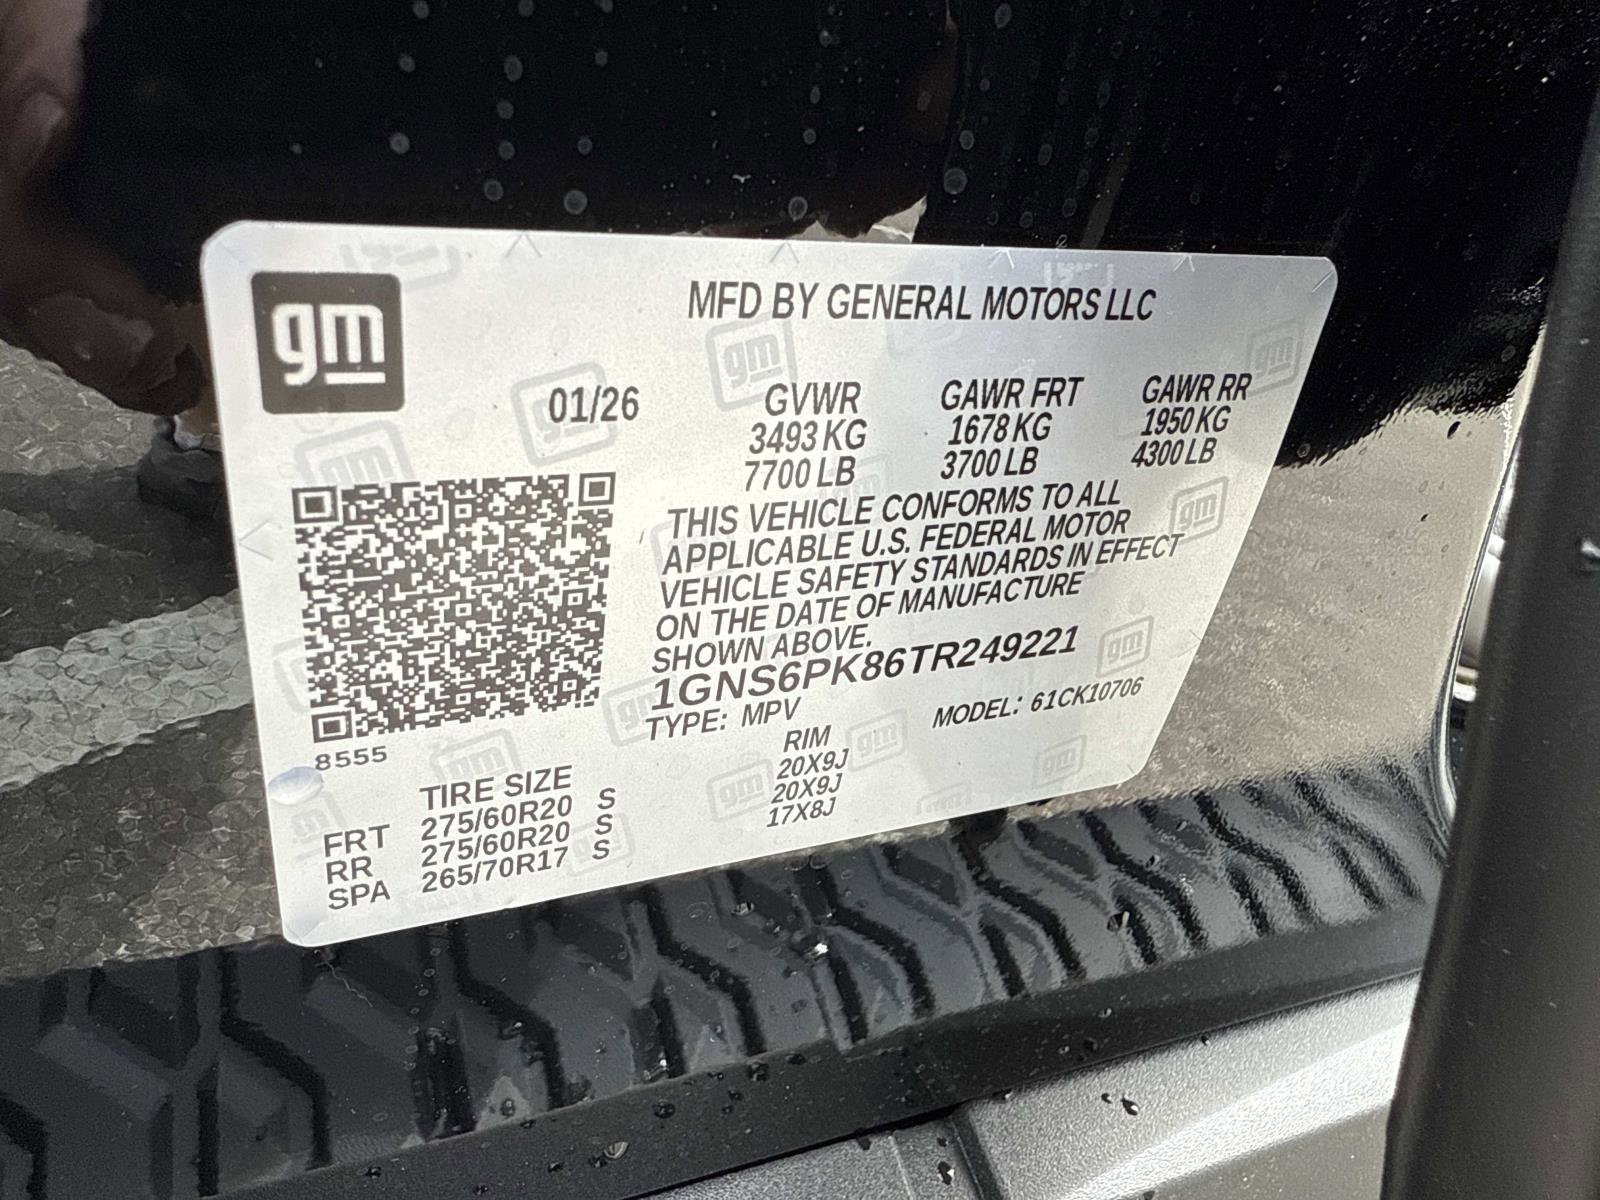 gm
MFD BY GENERAL MOTORS LLC
01/26
GVWR GAWR FRT GAWR RR
3493 KG 1678 KG 1950 KG
7700 LB 3700 LB 4300 LB
THIS VEHICLE CONFORMS TO ALL
APPLICABLE U.S. FEDERAL MOTOR
VEHICLE SAFETY STANDARDS IN EFFECT
ON THE DATE OF MANUFACTURE
SHOWN ABOVE.
1GNS6PK86TR249221
TYPE: MPV MODEL: 61CK10706
8555
TIRE SIZE RIM
FRT 275/60R20 S 20X9J
RR 275/60R20 S 20X9J
SPA 265/70R17 S 17X8J